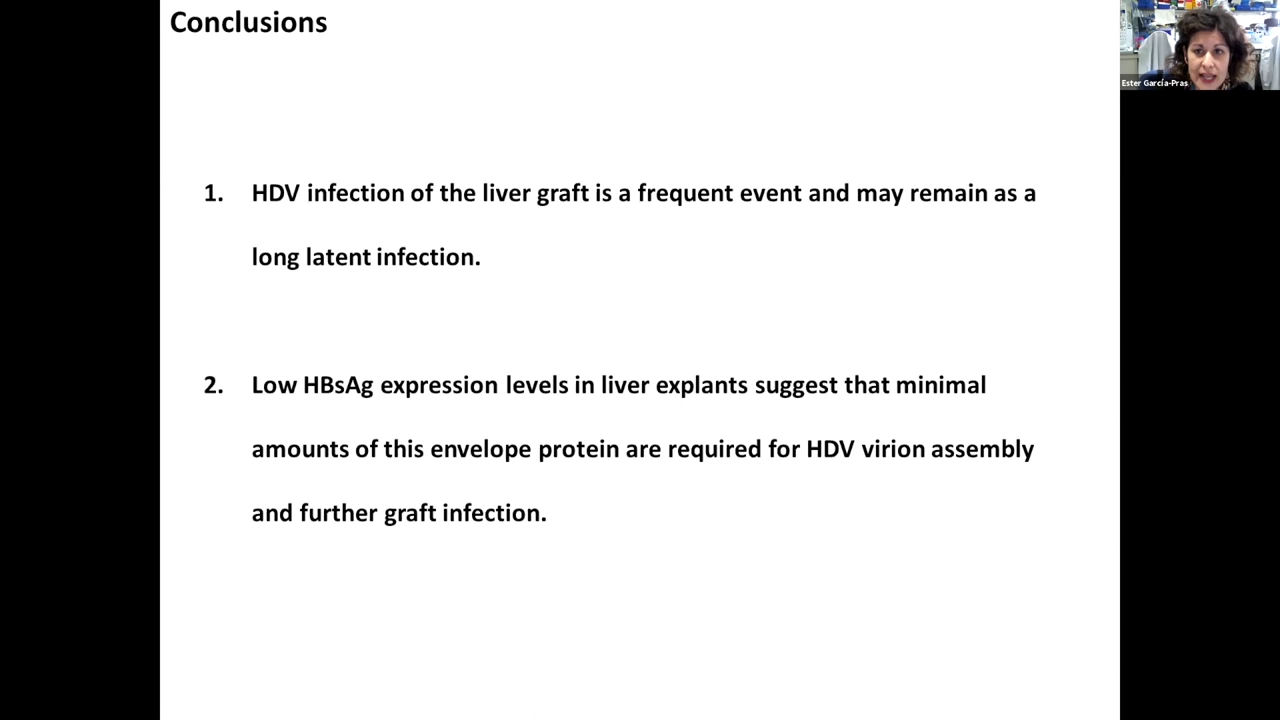 Conclusions
Ester García-Pras
1. HDV infection of the liver graft is a frequent event and may remain as a
long latent infection.
2. Low HBsAg expression levels in liver explants suggest that minimal
amounts of this envelope protein are required for HDV virion assembly
and further graft infection.